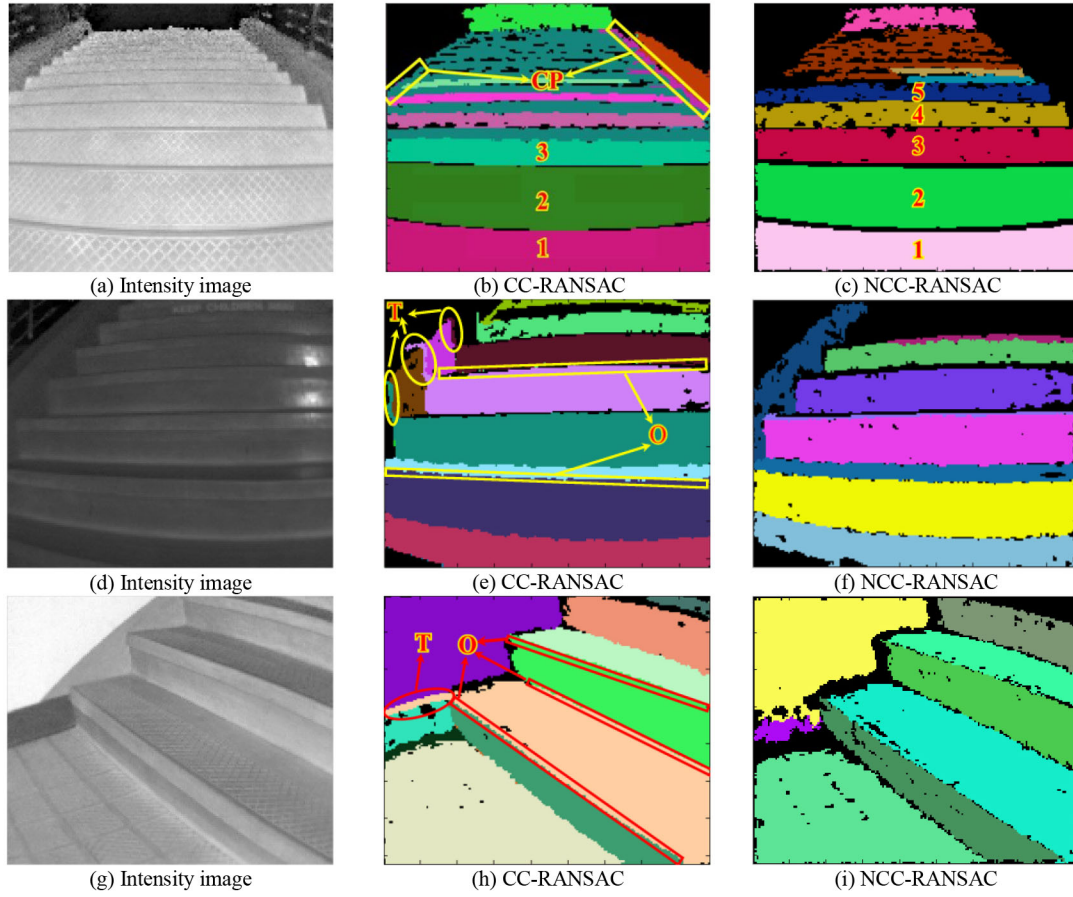 CP
3
2
1
5
4
3
2
1
(a) Intensity image
(b) CC-RANSAC
(c) NCC-RANSAC
T
O
(d) Intensity image
(e) CC-RANSAC
(f) NCC-RANSAC
T
O
(g) Intensity image
(h) CC-RANSAC
(i) NCC-RANSAC